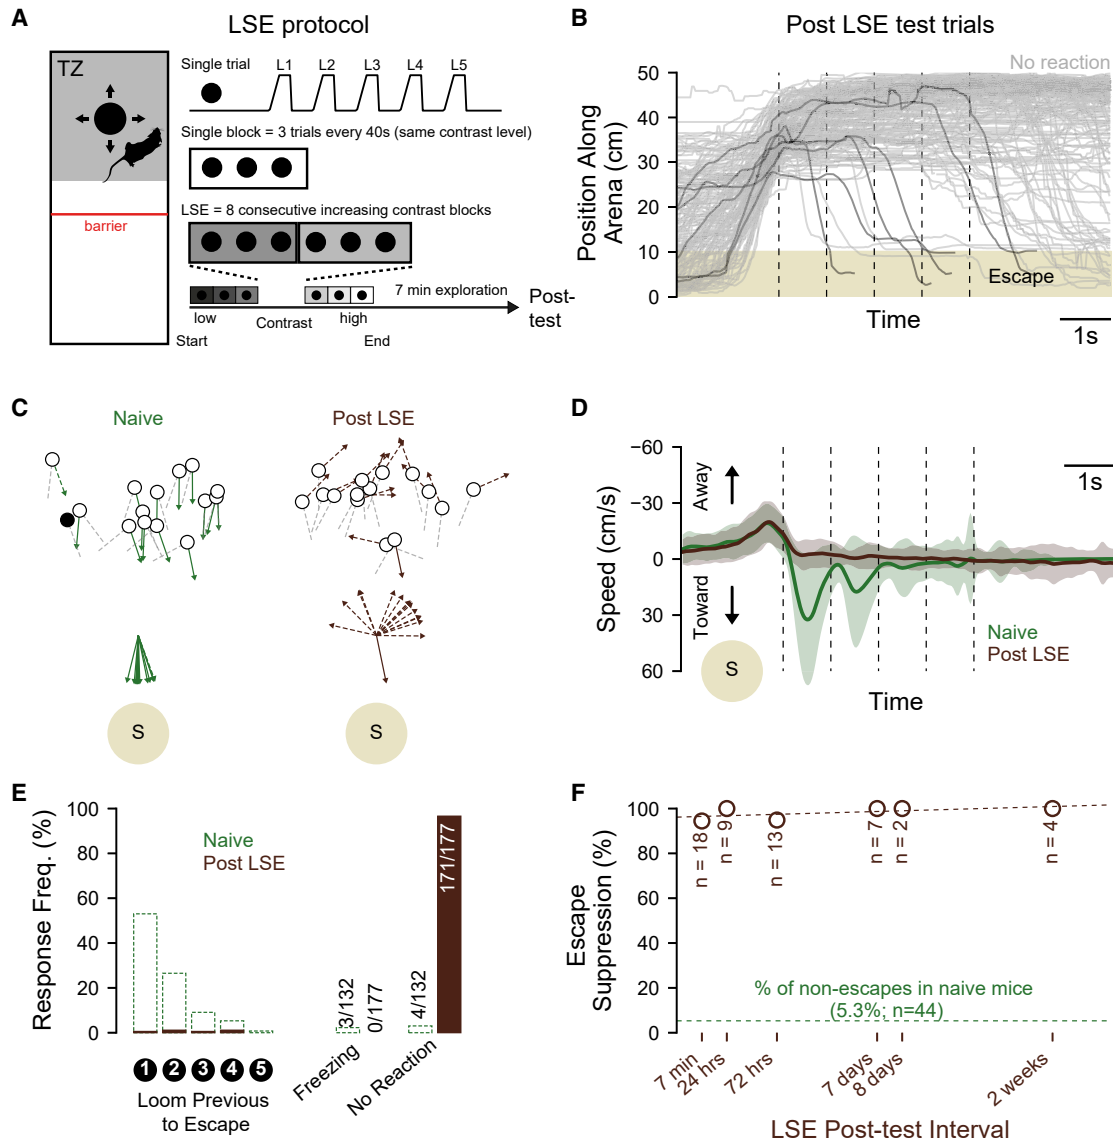 A
LSE protocol
TZ
barrier
Single trial
L1 L2 L3 L4 L5
Single block = 3 trials every 40s (same contrast level)
LSE = 8 consecutive increasing contrast blocks
7 min exploration
Post-
test
low
Contrast
high
Start
End
B
Post LSE test trials
No reaction
Position Along
Arena (cm)
50
40
30
20
10
0
Escape
Time
1s
C
Naive
Post LSE
S
S
D
Speed (cm/s)
−60
−30
0
30
60
Away
Toward
1s
Naive
Post LSE
S
Time
E
Response Freq. (%)
100
80
60
40
20
0
Naive
Post LSE
3/132
0/177
4/132
171/177
1 2 3 4 5
Loom Previous
to Escape
Freezing
No Reaction
F
Escape
Suppression (%)
100
80
60
40
20
0
n = 18
n = 9
n = 13
n = 7
n = 2
n = 4
% of non-escapes in naive mice
(5.3%; n=44)
7 min
24 hrs
72 hrs
7 days
8 days
2 weeks
LSE Post-test Interval